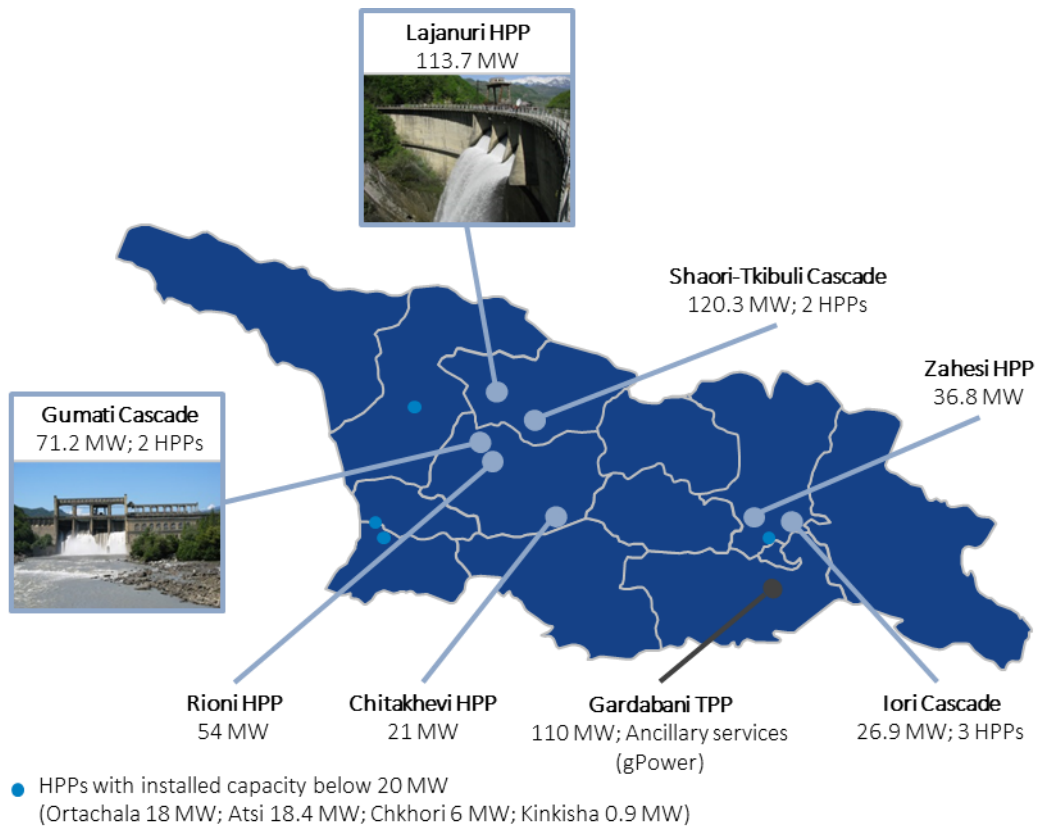 Lajanuri HPP
113.7 MW
Shaori-Tkibuli Cascade
120.3 MW; 2 HPPs
Zahesi HPP
36.8 MW
Gumati Cascade
71.2 MW; 2 HPPs
Rioni HPP
54 MW
Chitakhevi HPP
21 MW
Gardabani TPP
110 MW; Ancillary services
(gPower)
Iori Cascade
26.9 MW; 3 HPPs
HPPs with installed capacity below 20 MW
(Ortachala 18 MW; Atsi 18.4 MW; Chkhori 6 MW; Kinkisha 0.9 MW)